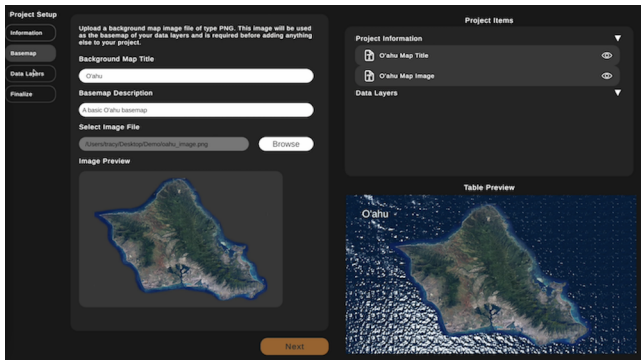 Project Setup
Information
Basemap
Data Layers
Finalize
Upload a background map image file of type PNG. This image will be used
as the basemap of your data layers and is required before adding anything
else to your project.
Background Map Title
O'ahu
Basemap Description
A basic O'ahu basemap
Select Image File
/Users/tracy/Desktop/Demo/oahu_image.png
Browse
Image Preview
Next
Project Items
Project Information
O'ahu Map Title
O'ahu Map Image
Data Layers
Table Preview
O'ahu